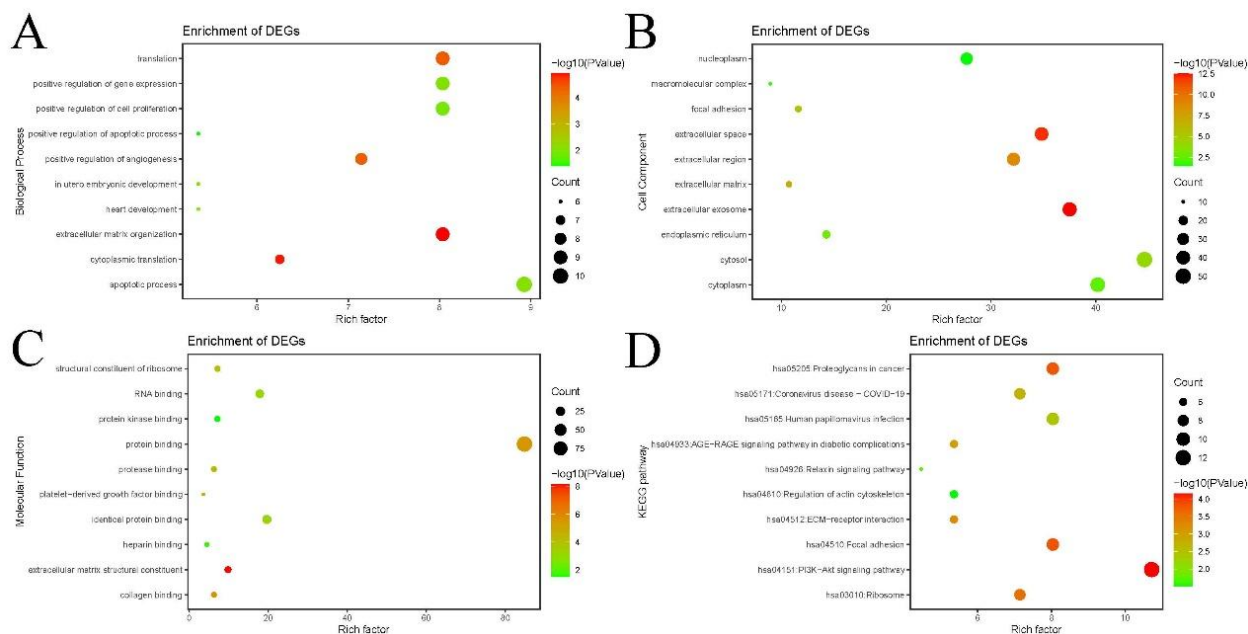 A
Enrichment of DEGs
Biological Process
translation
positive regulation of gene expression
positive regulation of cell proliferation
positive regulation of apoptotic process
positive regulation of angiogenesis
in utero embryonic development
heart development
extracellular matrix organization
cytoplasmic translation
apoptotic process
6 7 8 9
Rich factor
−log10(PValue)
4
3
2
Count
6
7
8
9
10
B
Enrichment of DEGs
Cell Component
nucleoplasm
macromolecular complex
focal adhesion
extracellular space
extracellular region
extracellular matrix
extracellular exosome
endoplasmic reticulum
cytosol
cytoplasm
10 20 30 40
Rich factor
−log10(PValue)
12.5
10.0
7.5
5.0
2.5
Count
10
20
30
40
50
C
Enrichment of DEGs
Molecular Function
structural constituent of ribosome
RNA binding
protein kinase binding
protein binding
protease binding
platelet−derived growth factor binding
identical protein binding
heparin binding
extracellular matrix structural constituent
collagen binding
0 20 40 60 80
Rich factor
Count
25
50
75
−log10(PValue)
8
6
4
2
D
Enrichment of DEGs
KEGG pathway
hsa05205:Proteoglycans in cancer
hsa05171:Coronavirus disease − COVID−19
hsa05165:Human papillomavirus infection
hsa04933:AGE−RAGE signaling pathway in diabetic complications
hsa04926:Relaxin signaling pathway
hsa04810:Regulation of actin cytoskeleton
hsa04512:ECM−receptor interaction
hsa04510:Focal adhesion
hsa04151:PI3K−Akt signaling pathway
hsa03010:Ribosome
6 8 10
Rich factor
Count
10
12
−log10(PValue)
4.0
3.5
3.0
2.5
2.0